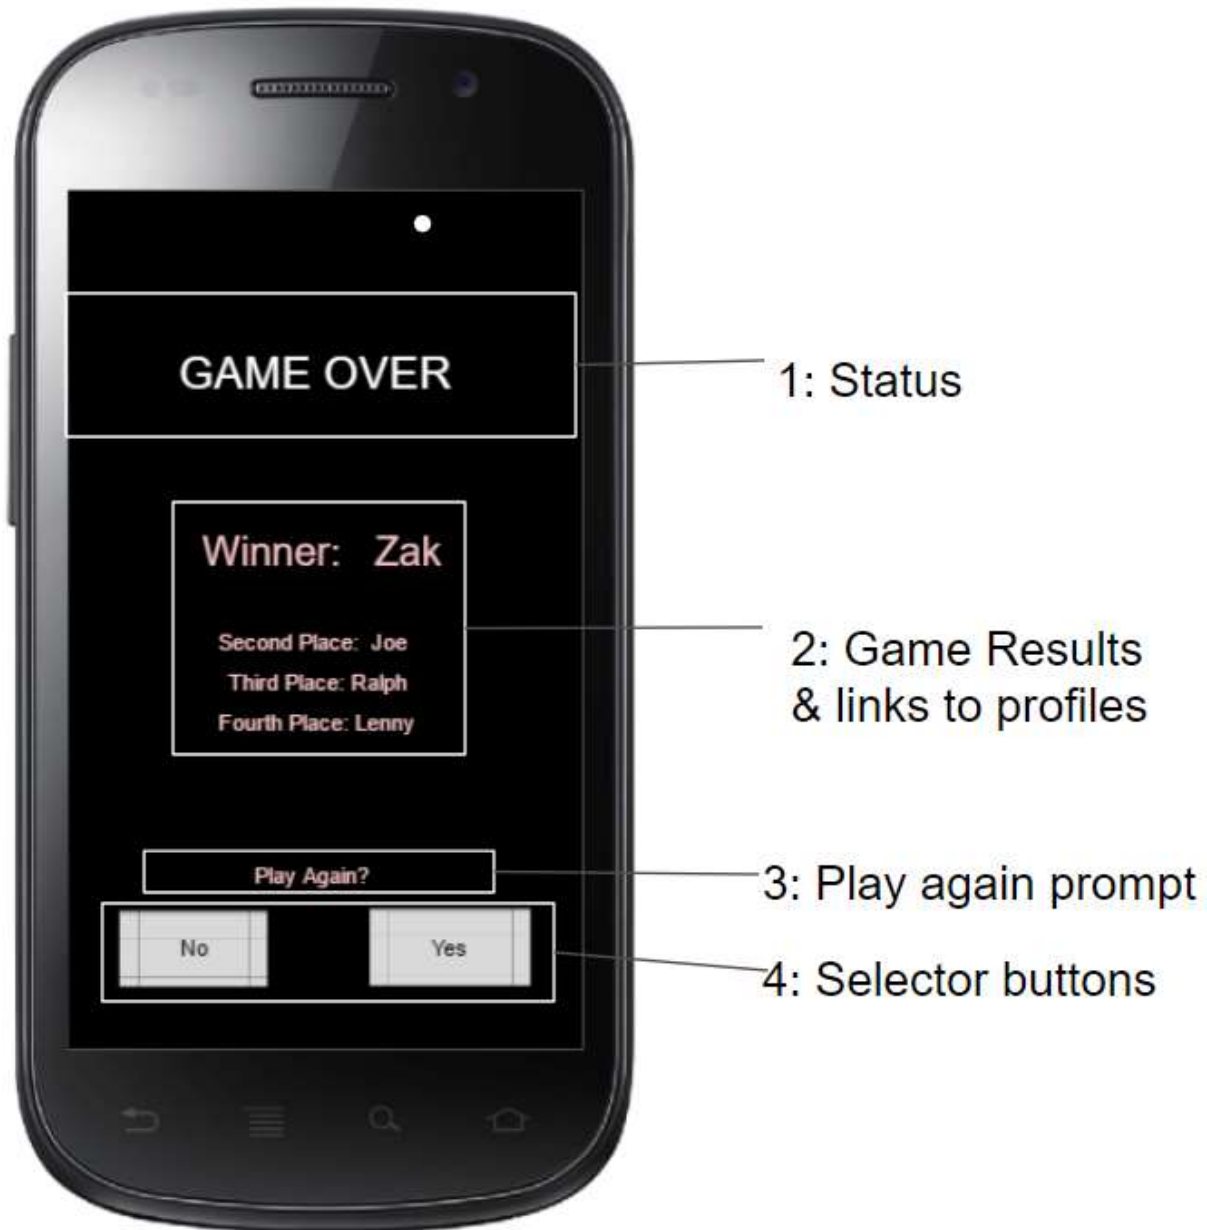 GAME OVER
1: Status
Winner: Zak
Second Place: Joe
Third Place: Ralph
Fourth Place: Lenny
2: Game Results
& links to profiles
Play Again?
3: Play again prompt
No Yes
4: Selector buttons